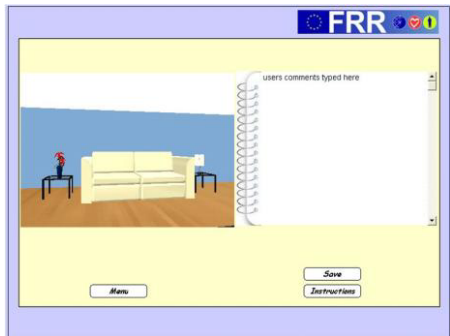 FRR
users comments typed here
Save
Menu
Instructions